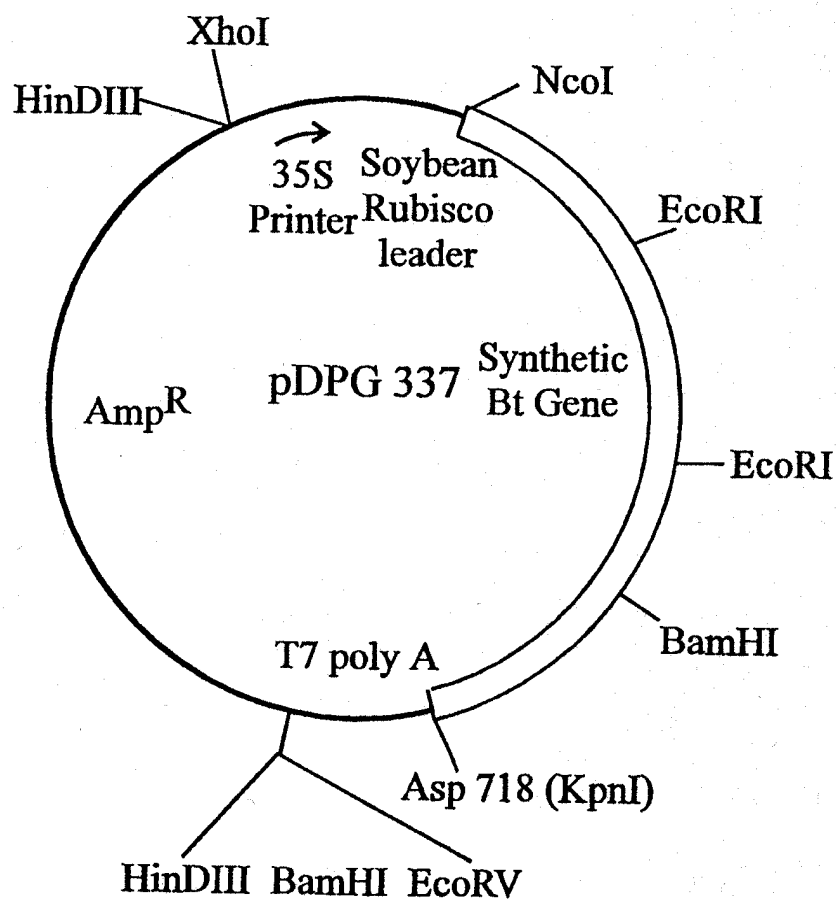 XhoI
HinDIII
NcoI
35S Soybean
Printer Rubisco
leader
EcoRI
pDPG 337
Synthetic
Bt Gene
Amp^R
EcoRI
BamHI
T7 poly A
Asp 718 (KpnI)
HinDIII BamHI EcoRV